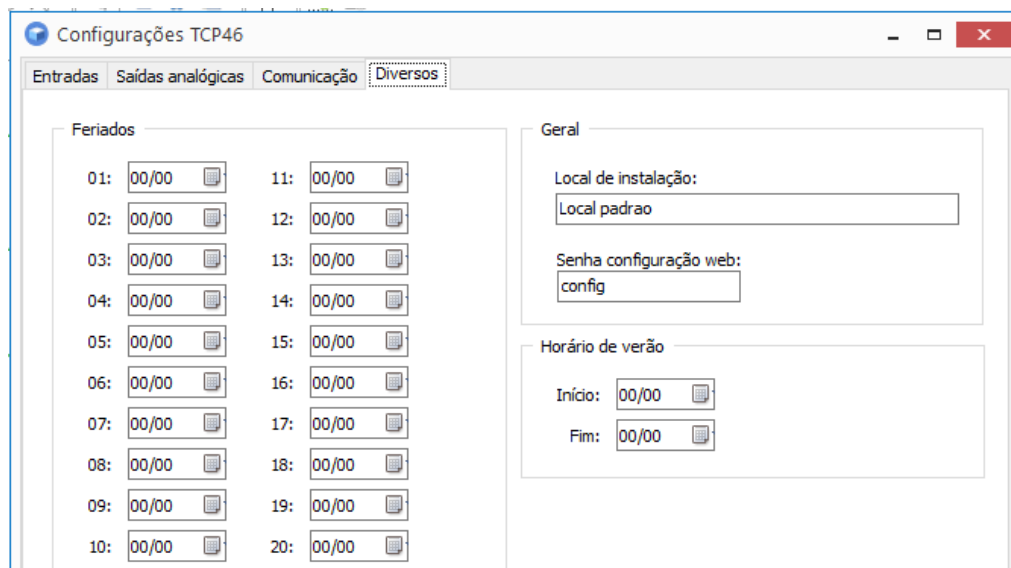 Configurações TCP46
Entradas Saídas analógicas Comunicação Diversos
Feriados
01: 00/00 11: 00/00
02: 00/00 12: 00/00
03: 00/00 13: 00/00
04: 00/00 14: 00/00
05: 00/00 15: 00/00
06: 00/00 16: 00/00
07: 00/00 17: 00/00
08: 00/00 18: 00/00
09: 00/00 19: 00/00
10: 00/00 20: 00/00
Geral
Local de instalação:
Local padrao
Senha configuração web:
config
Horário de verão
Início: 00/00
Fim: 00/00